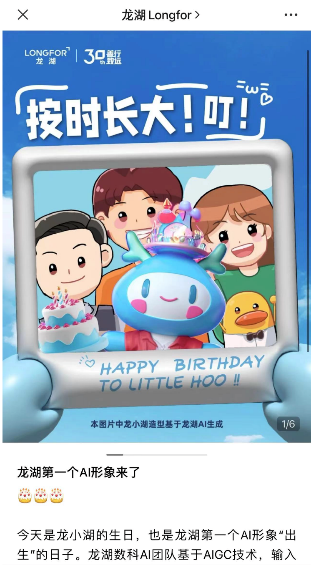 龙湖 Longfor
LONGFOR
龙湖
30 善行致远
按时长大！叮！
HAPPY BIRTHDAY
TO LITTLE HOO !!
本图片中龙小湖造型基于龙湖AI生成
1/6
龙湖第一个AI形象来了
🎂🎂🎂
今天是龙小湖的生日，也是龙湖第一个AI形象“出
生”的日子。龙湖数科AI团队基于AIGC技术，输入